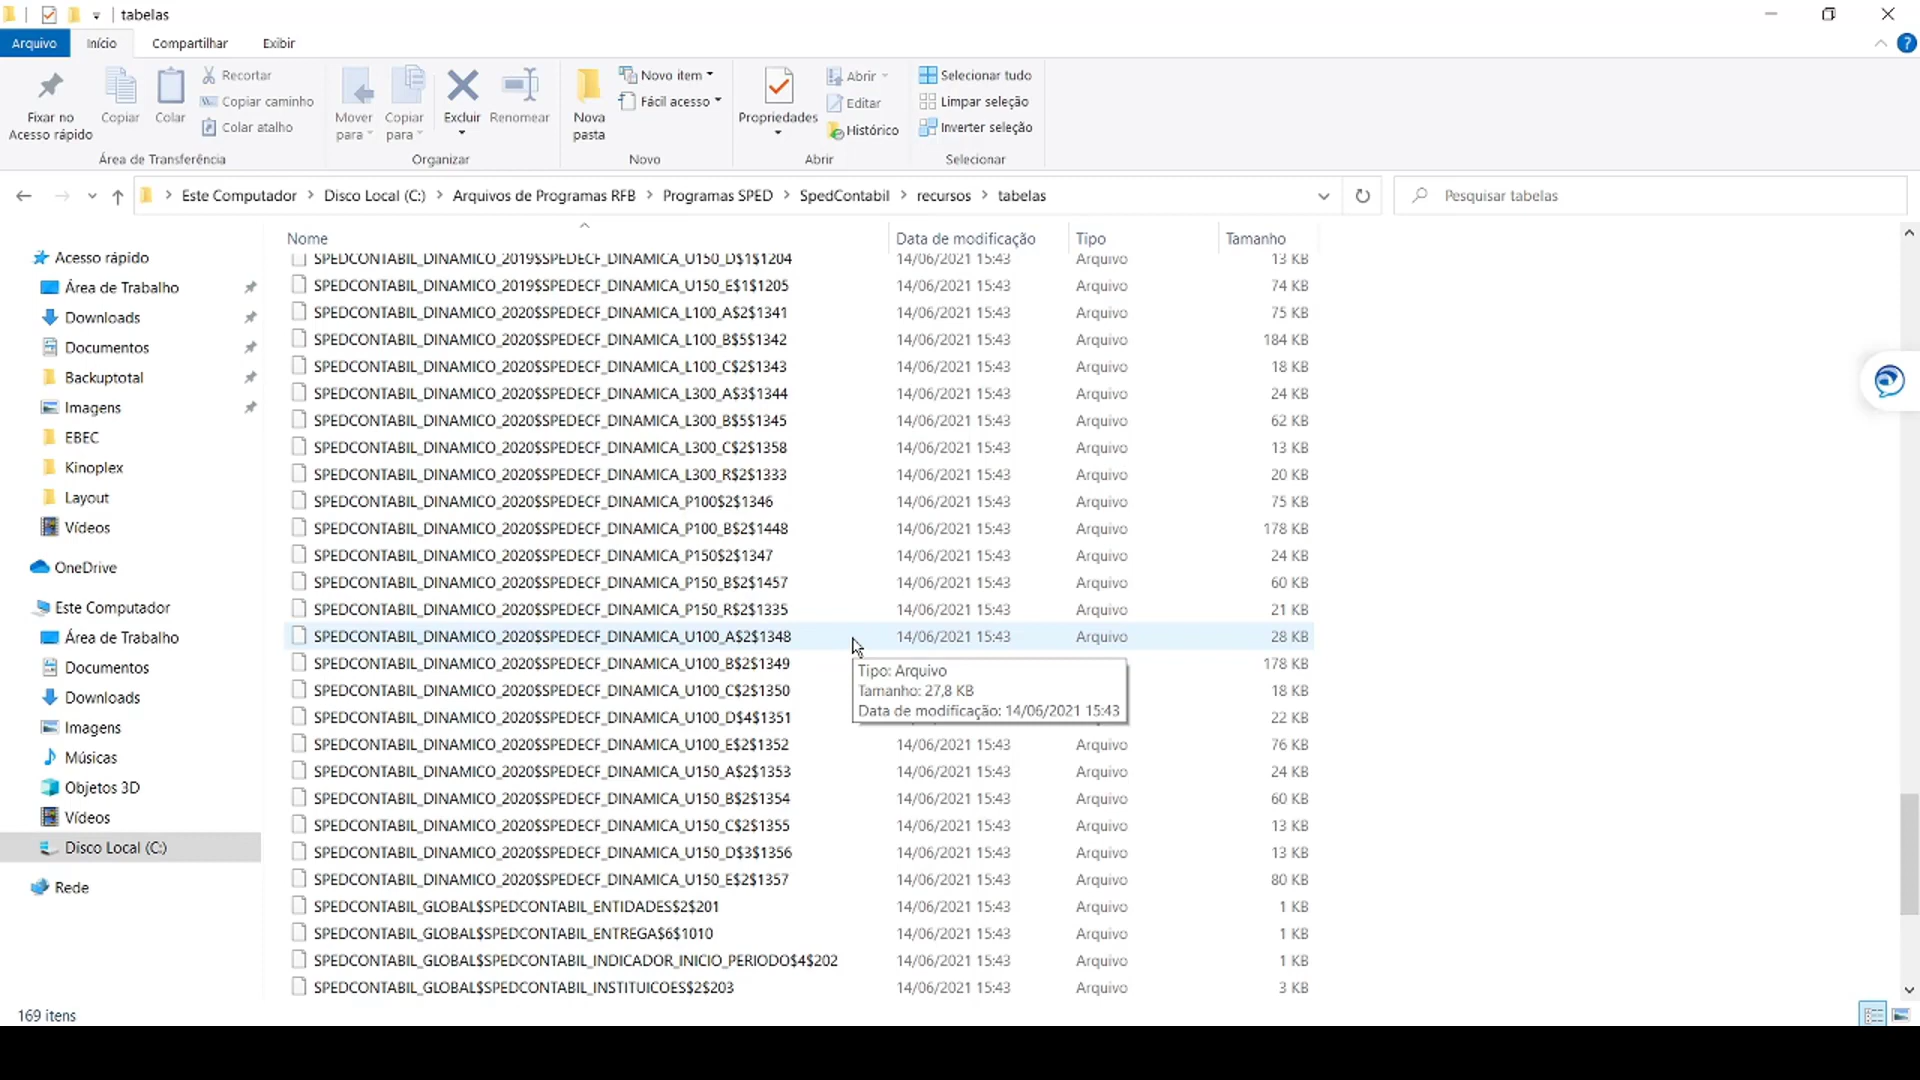 tabelas
Arquivo Início Compartilhar Exibir
Fixar no Acesso rápido
Copiar
Colar
Recortar
Copiar caminho
Colar atalho
Área de Transferência
Mover para
Copiar para
Excluir
Renomear
Organizar
Nova pasta
Novo item
Fácil acesso
Novo
Propriedades
Abrir
Editar
Histórico
Abrir
Selecionar tudo
Limpar seleção
Inverter seleção
Selecionar
Este Computador > Disco Local (C:) > Arquivos de Programas RFB > Programas SPED > SpedContabil > recursos > tabelas
Pesquisar tabelas
Acesso rápido
Área de Trabalho
Downloads
Documentos
Backuptotal
Imagens
EBEC
Kinoplex
Layout
Vídeos
OneDrive
Este Computador
Área de Trabalho
Documentos
Downloads
Imagens
Músicas
Objetos 3D
Vídeos
Disco Local (C:)
Rede
Nome Data de modificação Tipo Tamanho
SPEDCONTABIL_DINAMICO_2019$SPEDECF_DINAMICA_U150_D$1$1204 14/06/2021 15:43 Arquivo 13 KB
SPEDCONTABIL_DINAMICO_2019$SPEDECF_DINAMICA_U150_E$1$1205 14/06/2021 15:43 Arquivo 74 KB
SPEDCONTABIL_DINAMICO_2020$SPEDECF_DINAMICA_L100_A$2$1341 14/06/2021 15:43 Arquivo 75 KB
SPEDCONTABIL_DINAMICO_2020$SPEDECF_DINAMICA_L100_B$5$1342 14/06/2021 15:43 Arquivo 184 KB
SPEDCONTABIL_DINAMICO_2020$SPEDECF_DINAMICA_L100_C$2$1343 14/06/2021 15:43 Arquivo 18 KB
SPEDCONTABIL_DINAMICO_2020$SPEDECF_DINAMICA_L300_A$3$1344 14/06/2021 15:43 Arquivo 24 KB
SPEDCONTABIL_DINAMICO_2020$SPEDECF_DINAMICA_L300_B$5$1345 14/06/2021 15:43 Arquivo 62 KB
SPEDCONTABIL_DINAMICO_2020$SPEDECF_DINAMICA_L300_C$2$1358 14/06/2021 15:43 Arquivo 13 KB
SPEDCONTABIL_DINAMICO_2020$SPEDECF_DINAMICA_L300_R$2$1333 14/06/2021 15:43 Arquivo 20 KB
SPEDCONTABIL_DINAMICO_2020$SPEDECF_DINAMICA_P100$2$1346 14/06/2021 15:43 Arquivo 75 KB
SPEDCONTABIL_DINAMICO_2020$SPEDECF_DINAMICA_P100_B$2$1448 14/06/2021 15:43 Arquivo 178 KB
SPEDCONTABIL_DINAMICO_2020$SPEDECF_DINAMICA_P150$2$1347 14/06/2021 15:43 Arquivo 24 KB
SPEDCONTABIL_DINAMICO_2020$SPEDECF_DINAMICA_P150_B$2$1457 14/06/2021 15:43 Arquivo 60 KB
SPEDCONTABIL_DINAMICO_2020$SPEDECF_DINAMICA_P150_R$2$1335 14/06/2021 15:43 Arquivo 21 KB
SPEDCONTABIL_DINAMICO_2020$SPEDECF_DINAMICA_U100_A$2$1348 14/06/2021 15:43 Arquivo 28 KB
SPEDCONTABIL_DINAMICO_2020$SPEDECF_DINAMICA_U100_B$2$1349 178 KB
SPEDCONTABIL_DINAMICO_2020$SPEDECF_DINAMICA_U100_C$2$1350 18 KB
SPEDCONTABIL_DINAMICO_2020$SPEDECF_DINAMICA_U100_D$4$1351 22 KB
Tipo: Arquivo
Tamanho: 27,8 KB
Data de modificação: 14/06/2021 15:43
SPEDCONTABIL_DINAMICO_2020$SPEDECF_DINAMICA_U100_E$2$1352 14/06/2021 15:43 Arquivo 76 KB
SPEDCONTABIL_DINAMICO_2020$SPEDECF_DINAMICA_U150_A$2$1353 14/06/2021 15:43 Arquivo 24 KB
SPEDCONTABIL_DINAMICO_2020$SPEDECF_DINAMICA_U150_B$2$1354 14/06/2021 15:43 Arquivo 60 KB
SPEDCONTABIL_DINAMICO_2020$SPEDECF_DINAMICA_U150_C$2$1355 14/06/2021 15:43 Arquivo 13 KB
SPEDCONTABIL_DINAMICO_2020$SPEDECF_DINAMICA_U150_D$3$1356 14/06/2021 15:43 Arquivo 13 KB
SPEDCONTABIL_DINAMICO_2020$SPEDECF_DINAMICA_U150_E$2$1357 14/06/2021 15:43 Arquivo 80 KB
SPEDCONTABIL_GLOBAL$SPEDCONTABIL_ENTIDADES$2$201 14/06/2021 15:43 Arquivo 1 KB
SPEDCONTABIL_GLOBAL$SPEDCONTABIL_ENTREGA$6$1010 14/06/2021 15:43 Arquivo 1 KB
SPEDCONTABIL_GLOBAL$SPEDCONTABIL_INDICADOR_INICIO_PERIODO$4$202 14/06/2021 15:43 Arquivo 1 KB
SPEDCONTABIL_GLOBAL$SPEDCONTABIL_INSTITUICOES$2$203 14/06/2021 15:43 Arquivo 3 KB
169 itens